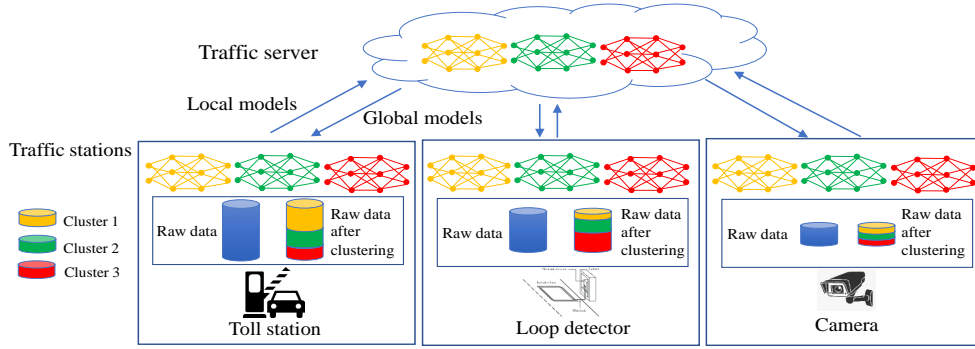 Traffic server
Local models
Global models
Traffic stations
Cluster 1
Cluster 2
Cluster 3
Raw data
Raw data
after
clustering
Toll station
Raw data
Raw data
after
clustering
Loop detector
Raw data
Raw data
after
clustering
Camera